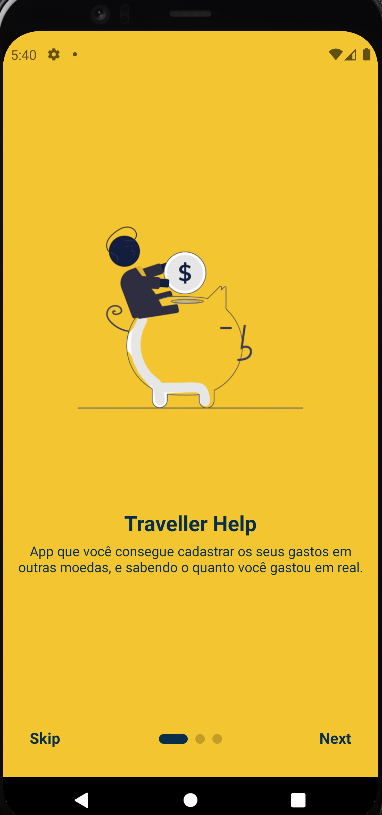 5:40
$
Traveller Help
App que você consegue cadastrar os seus gastos em
outras moedas, e sabendo o quanto você gastou em real.
Skip
Next